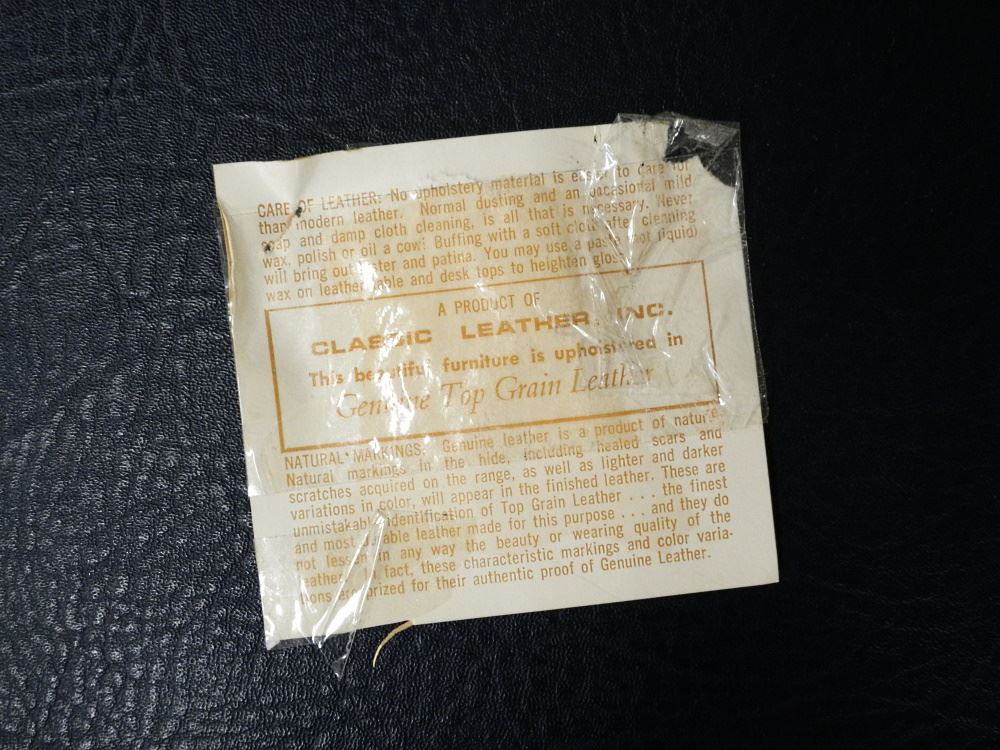 CARE OF LEATHER: No upholstery material is easier to care for
than modern leather. Normal dusting and an occasional mild
soap and damp cloth cleaning, is all that is necessary. Never
wax, polish or oil a cow! Buffing with a soft cloth after cleaning
will bring out luster and patina. You may use a paste (not liquid)
wax on leather table and desk tops to heighten gloss.
A PRODUCT OF
CLASSIC LEATHER, INC.
This beautiful furniture is upholstered in
Genuine Top Grain Leather
NATURAL MARKINGS: Genuine leather is a product of nature.
Natural markings in the hide, including healed scars and
scratches acquired on the range, as well as lighter and darker
variations in color, will appear in the finished leather. These are
unmistakable identification of Top Grain Leather . . . the finest
and most durable leather made for this purpose . . . and they do
not lessen in any way the beauty or wearing quality of the
leather. In fact, these characteristic markings and color varia-
tions are prized for their authentic proof of Genuine Leather.